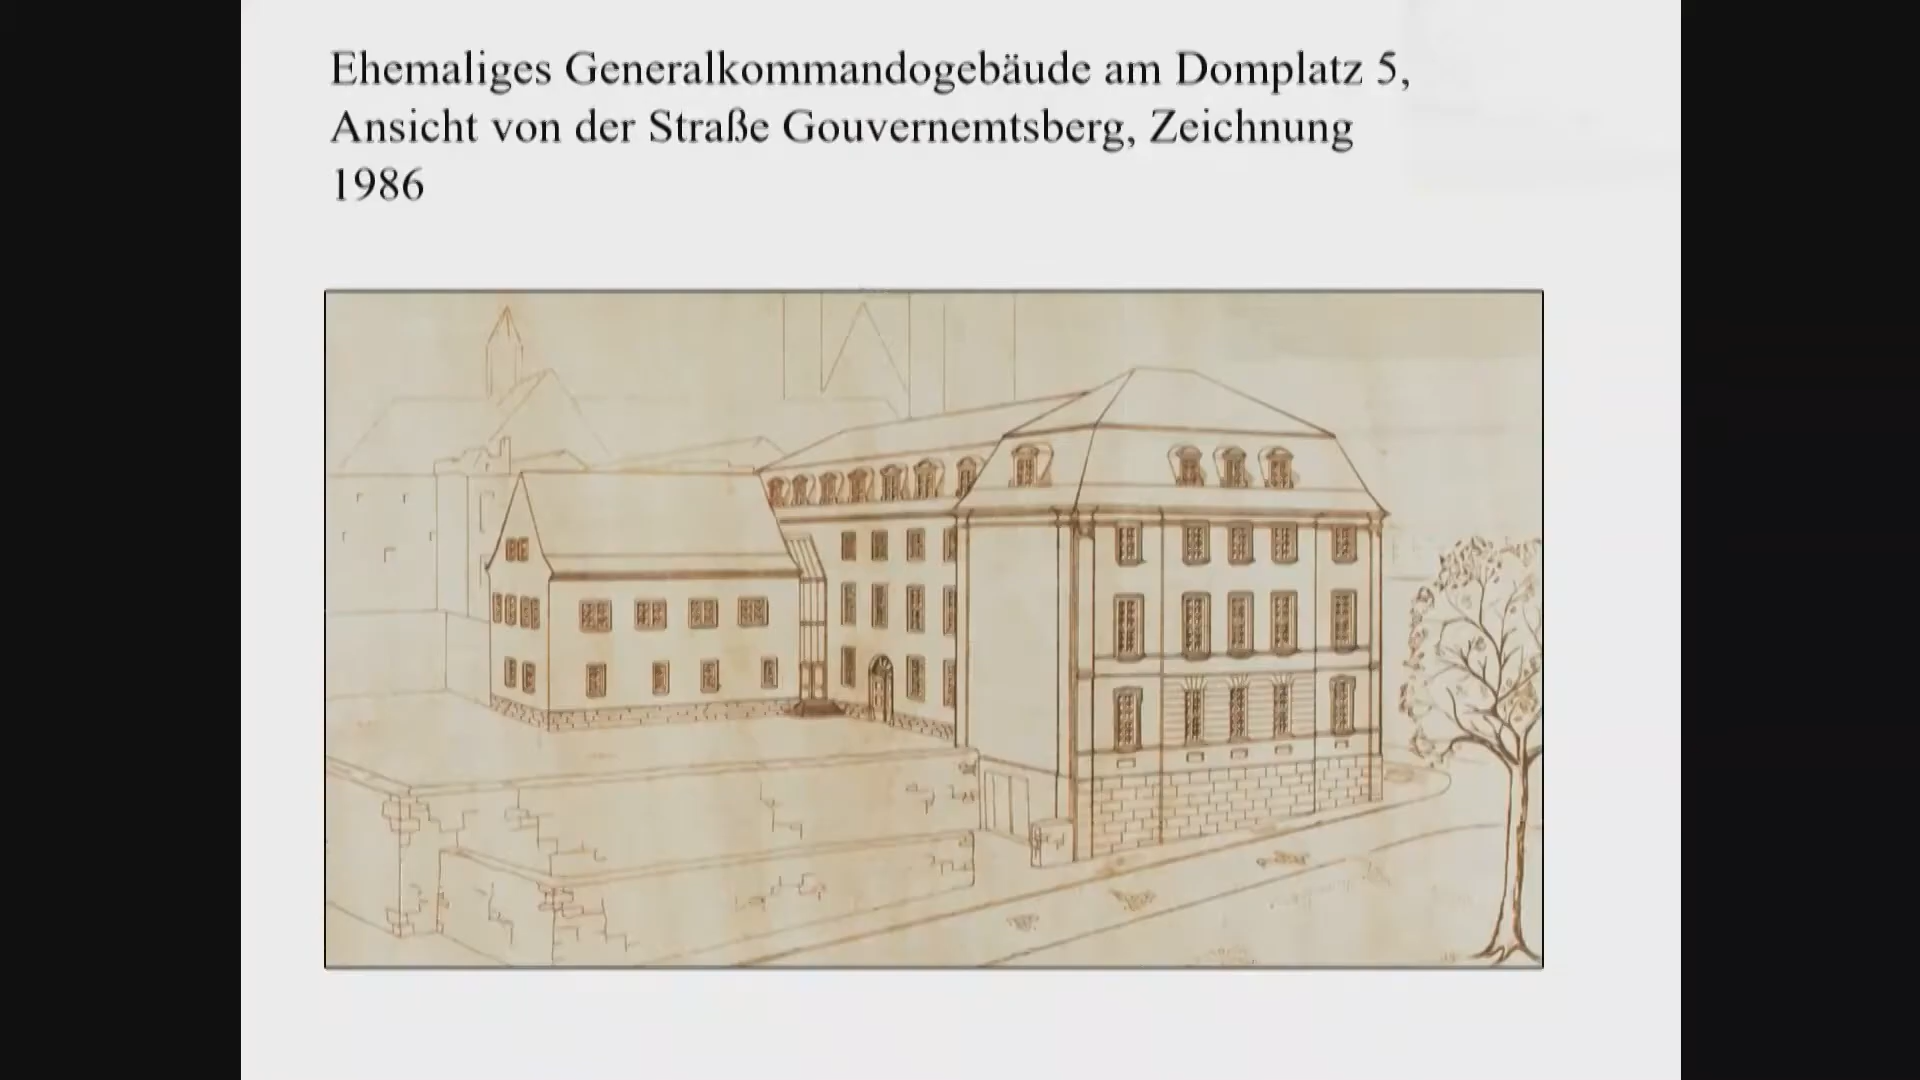 Ehemaliges Generalkommandogebäude am Domplatz 5,
Ansicht von der Straße Gouvernemtsberg, Zeichnung
1986